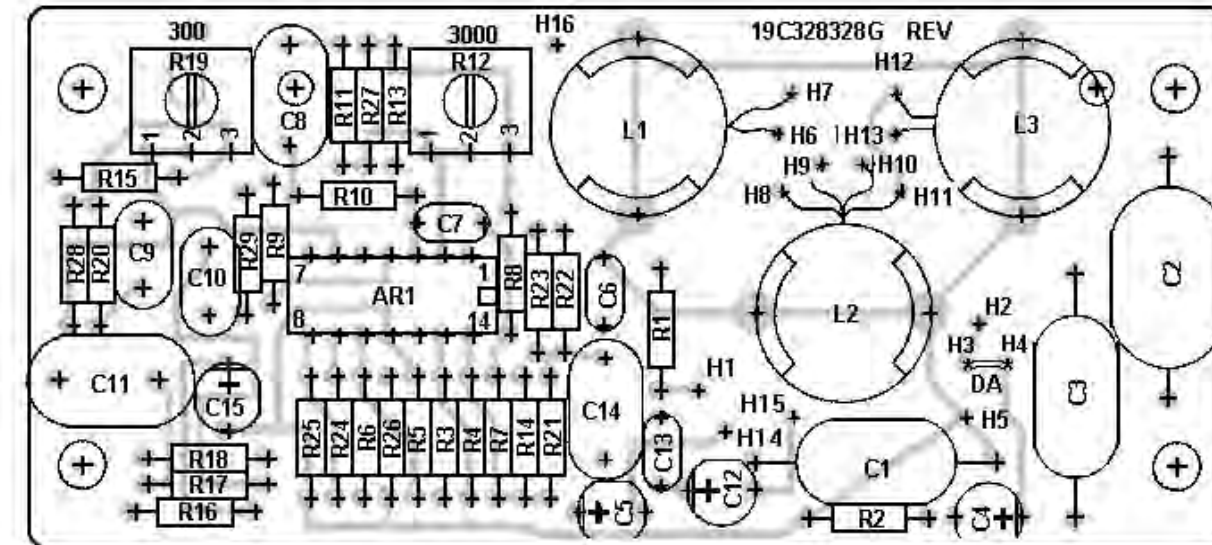 300
3000
H16
19C328328G REV
R19
R12
H12
R11
R27
R13
C8
H7
L1
L3
H6
H13
1 2 3
1 2 3
H9
H10
R15
R10
H8
H11
C7
R28
R20
C9
C10
R29
R9
7
1
AR1
8
14
R8
R23
R22
C6
R1
L2
H2
H3
H4
DA
C2
C3
C11
C15
H1
C14
H15
H5
R25
R24
R6
R26
R5
R3
R4
R7
R14
R21
C13
H14
C1
R18
R17
R16
C5
C12
R2
C4